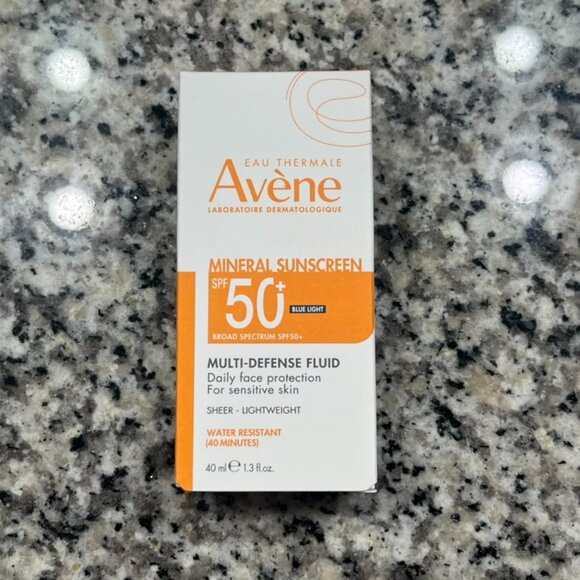 EAU THERMALE
Avène
LABORATOIRE DERMATOLOGIQUE
MINERAL SUNSCREEN
SPF 50+ BLUE LIGHT
BROAD SPECTRUM SPF50+
MULTI-DEFENSE FLUID
Daily face protection
For sensitive skin
SHEER - LIGHTWEIGHT
WATER RESISTANT
(40 MINUTES)
40 ml e 1.3 fl.oz.